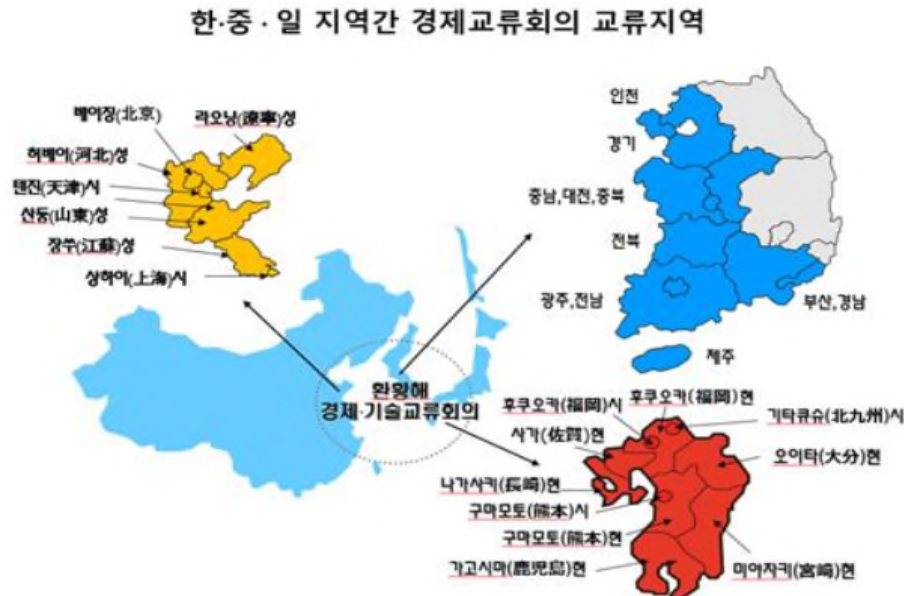 한·중·일 지역간 경제교류회의 교류지역
베이징(北京)
랴오닝(遼寧)성
허베이(河北)성
텐진(天津)시
산둥(山東)성
장쑤(江蘇)성
상하이(上海)시
인천
경기
충남,대전,충북
전북
광주,전남
부산,경남
제주
환황해
경제·기술교류회의
후쿠오카(福岡)시
후쿠오카(福岡)현
기타큐슈(北九州)시
사가(佐賀)현
오이타(大分)현
나가사키(長崎)현
구마모토(熊本)시
구마모토(熊本)현
가고시마(鹿児島)현
미야자키(宮崎)현